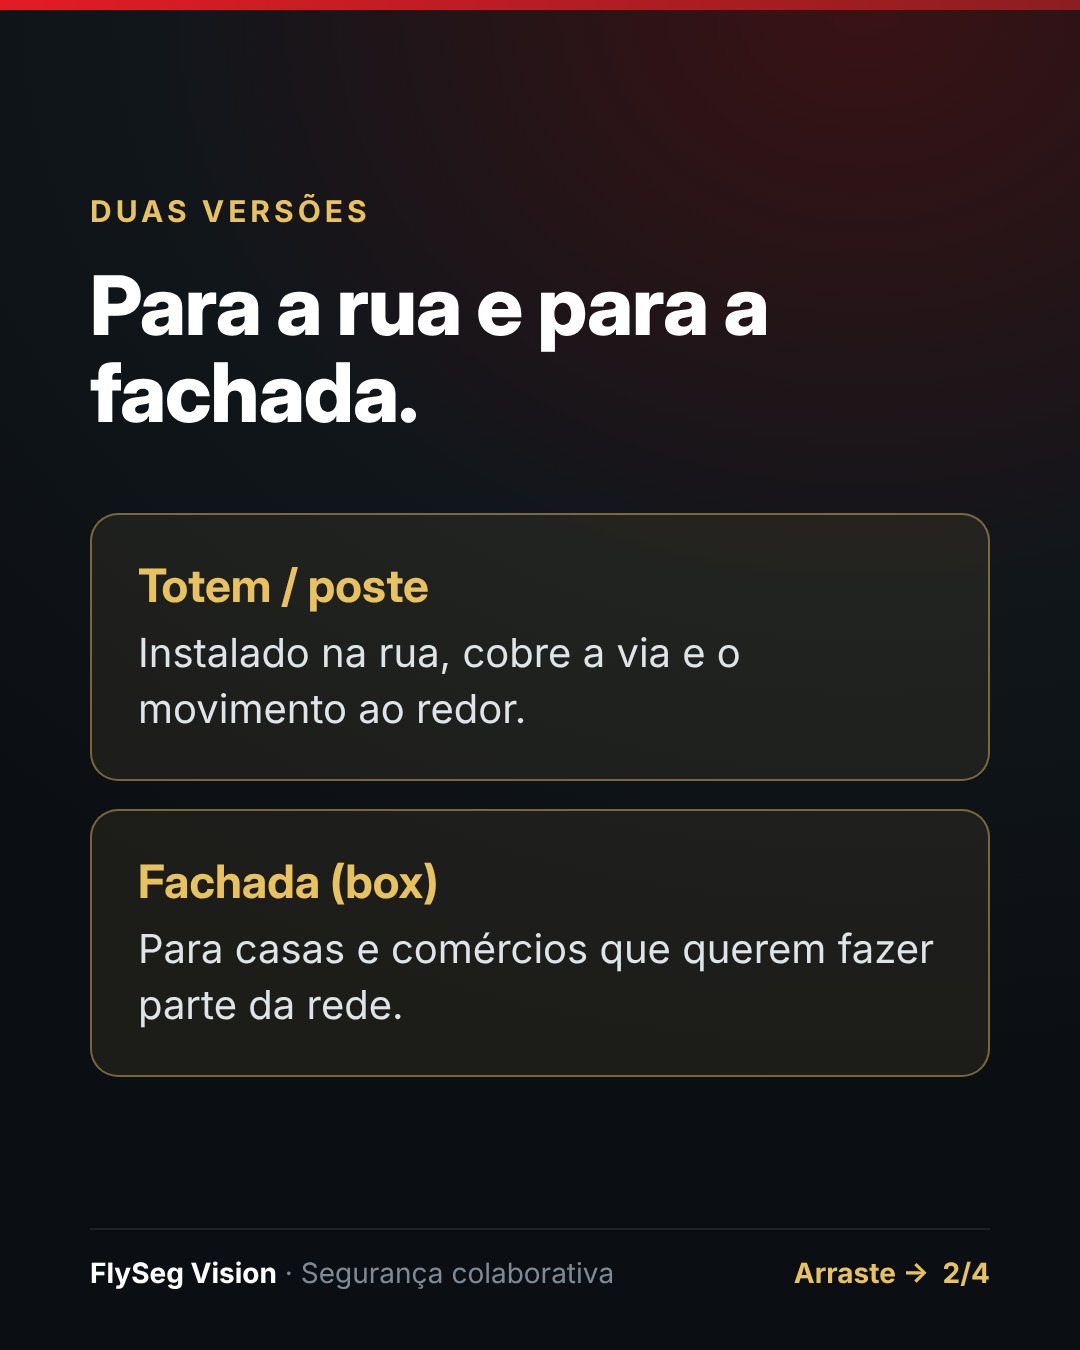 DUAS VERSÕES
Para a rua e para a
fachada.
Totem / poste
Instalado na rua, cobre a via e o
movimento ao redor.
Fachada (box)
Para casas e comércios que querem fazer
parte da rede.
FlySeg Vision · Segurança colaborativa
Arraste → 2/4